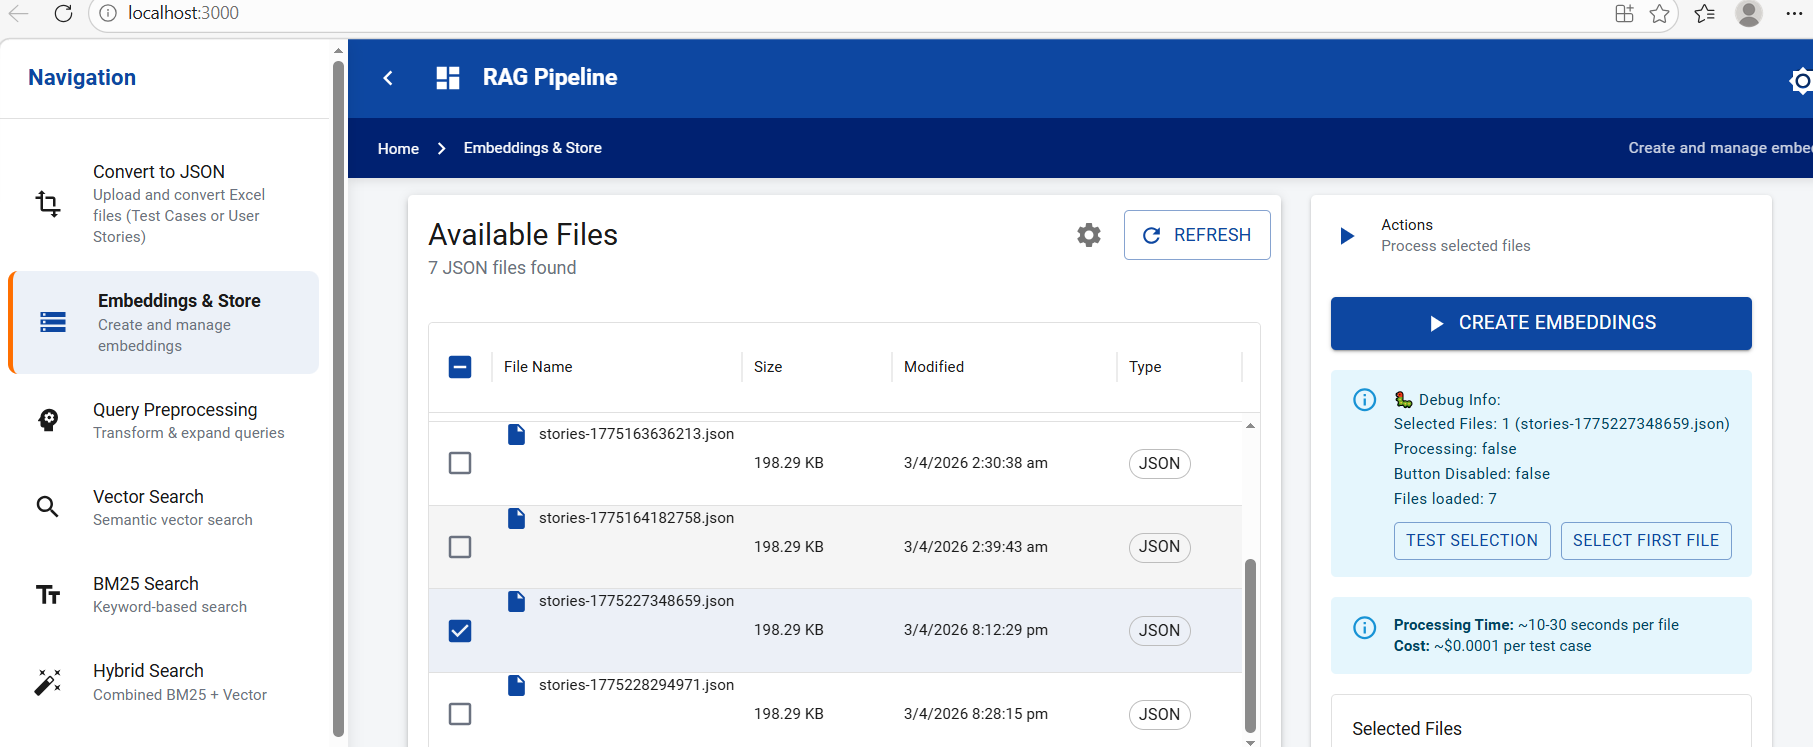 localhost:3000
Navigation
Convert to JSON
Upload and convert Excel
files (Test Cases or User
Stories)
Embeddings & Store
Create and manage
embeddings
Query Preprocessing
Transform & expand queries
Vector Search
Semantic vector search
BM25 Search
Keyword-based search
Hybrid Search
Combined BM25 + Vector
RAG Pipeline
Home > Embeddings & Store
Create and manage embe
Available Files
7 JSON files found
REFRESH
File Name Size Modified Type
stories-1775163636213.json
198.29 KB 3/4/2026 2:30:38 am JSON
stories-1775164182758.json
198.29 KB 3/4/2026 2:39:43 am JSON
stories-1775227348659.json
198.29 KB 3/4/2026 8:12:29 pm JSON
stories-1775228294971.json
198.29 KB 3/4/2026 8:28:15 pm JSON
Actions
Process selected files
CREATE EMBEDDINGS
🐛 Debug Info:
Selected Files: 1 (stories-1775227348659.json)
Processing: false
Button Disabled: false
Files loaded: 7
TEST SELECTION SELECT FIRST FILE
Processing Time: ~10-30 seconds per file
Cost: ~$0.0001 per test case
Selected Files